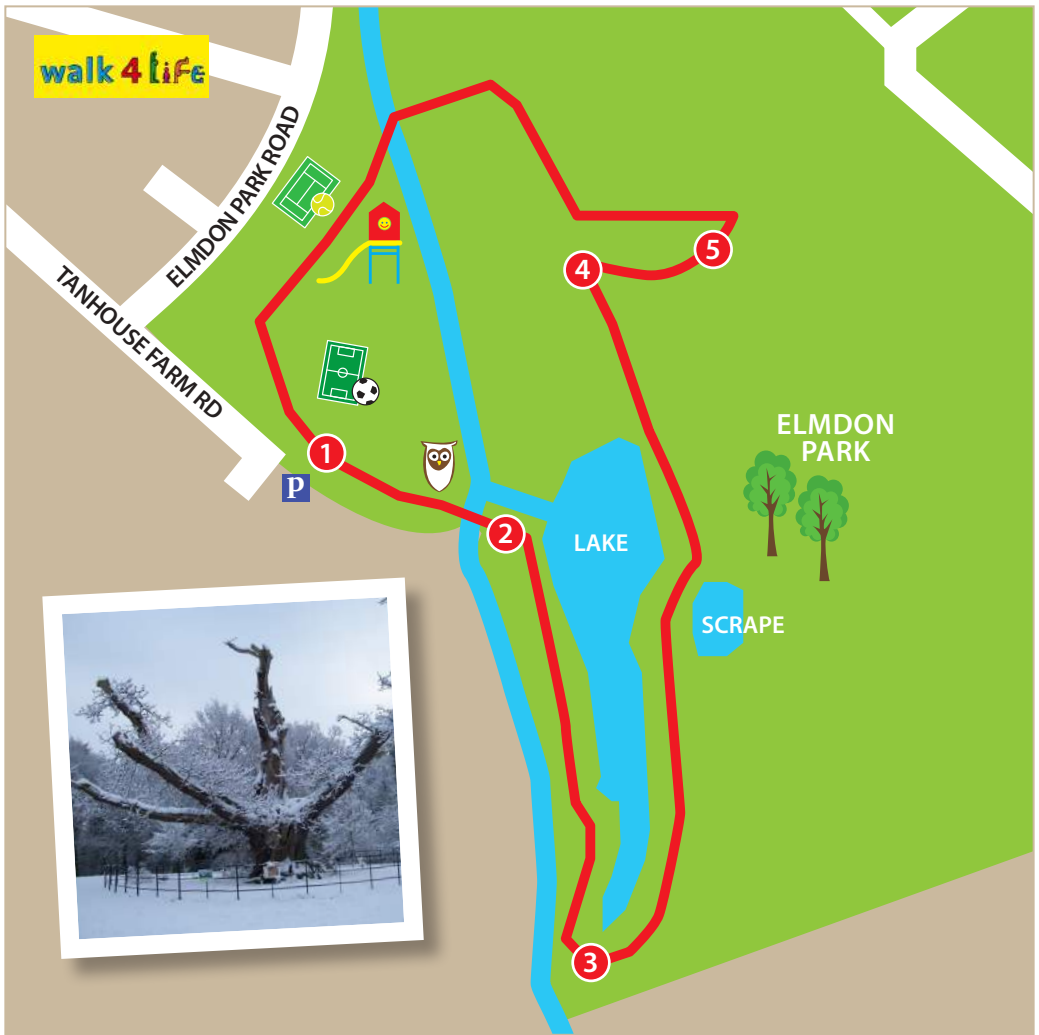 walk 4 life
ELMDON PARK ROAD
TANHOUSE FARM RD
P
1
2
3
4
5
ELMDON
PARK
LAKE
SCRAPE